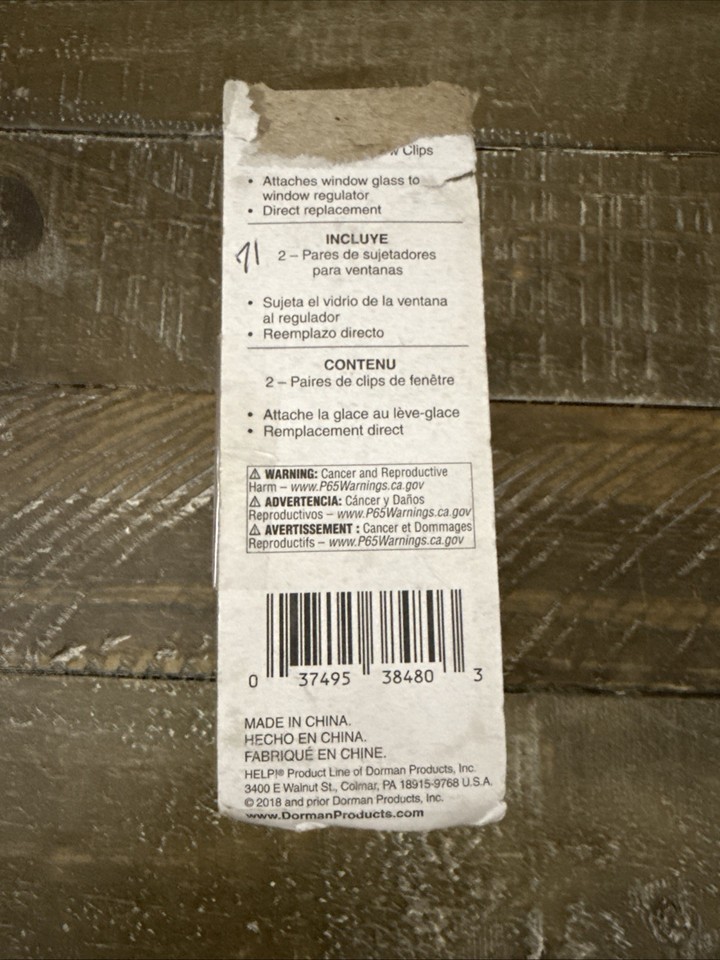 Clips
• Attaches window glass to
window regulator
• Direct replacement
INCLUYE
2 – Pares de sujetadores
para ventanas
• Sujeta el vidrio de la ventana
al regulador
• Reemplazo directo
CONTENU
2 – Paires de clips de fenêtre
• Attache la glace au lève-glace
• Remplacement direct
⚠ WARNING: Cancer and Reproductive
Harm – www.P65Warnings.ca.gov
⚠ ADVERTENCIA: Cáncer y Daños
Reproductivos – www.P65Warnings.ca.gov
⚠ AVERTISSEMENT : Cancer et Dommages
Reproductifs – www.P65Warnings.ca.gov
0 37495 38480 3
MADE IN CHINA.
HECHO EN CHINA.
FABRIQUÉ EN CHINE.
HELP!® Product Line of Dorman Products, Inc.
3400 E Walnut St., Colmar, PA 18915-9768 U.S.A.
© 2018 and prior Dorman Products, Inc.
www.DormanProducts.com